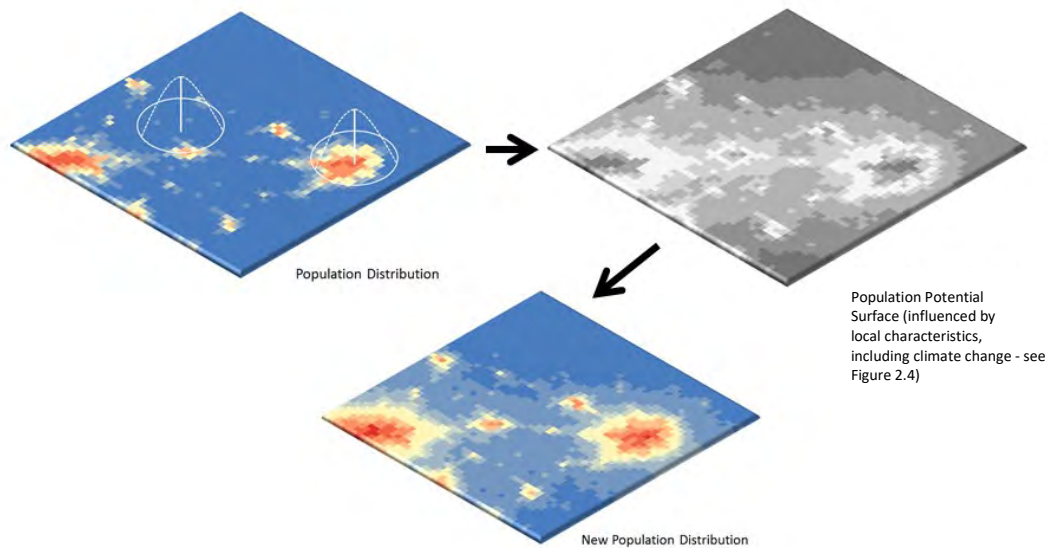 Population Distribution
Population Potential
Surface (influenced by
local characteristics,
including climate change - see
Figure 2.4)
New Population Distribution